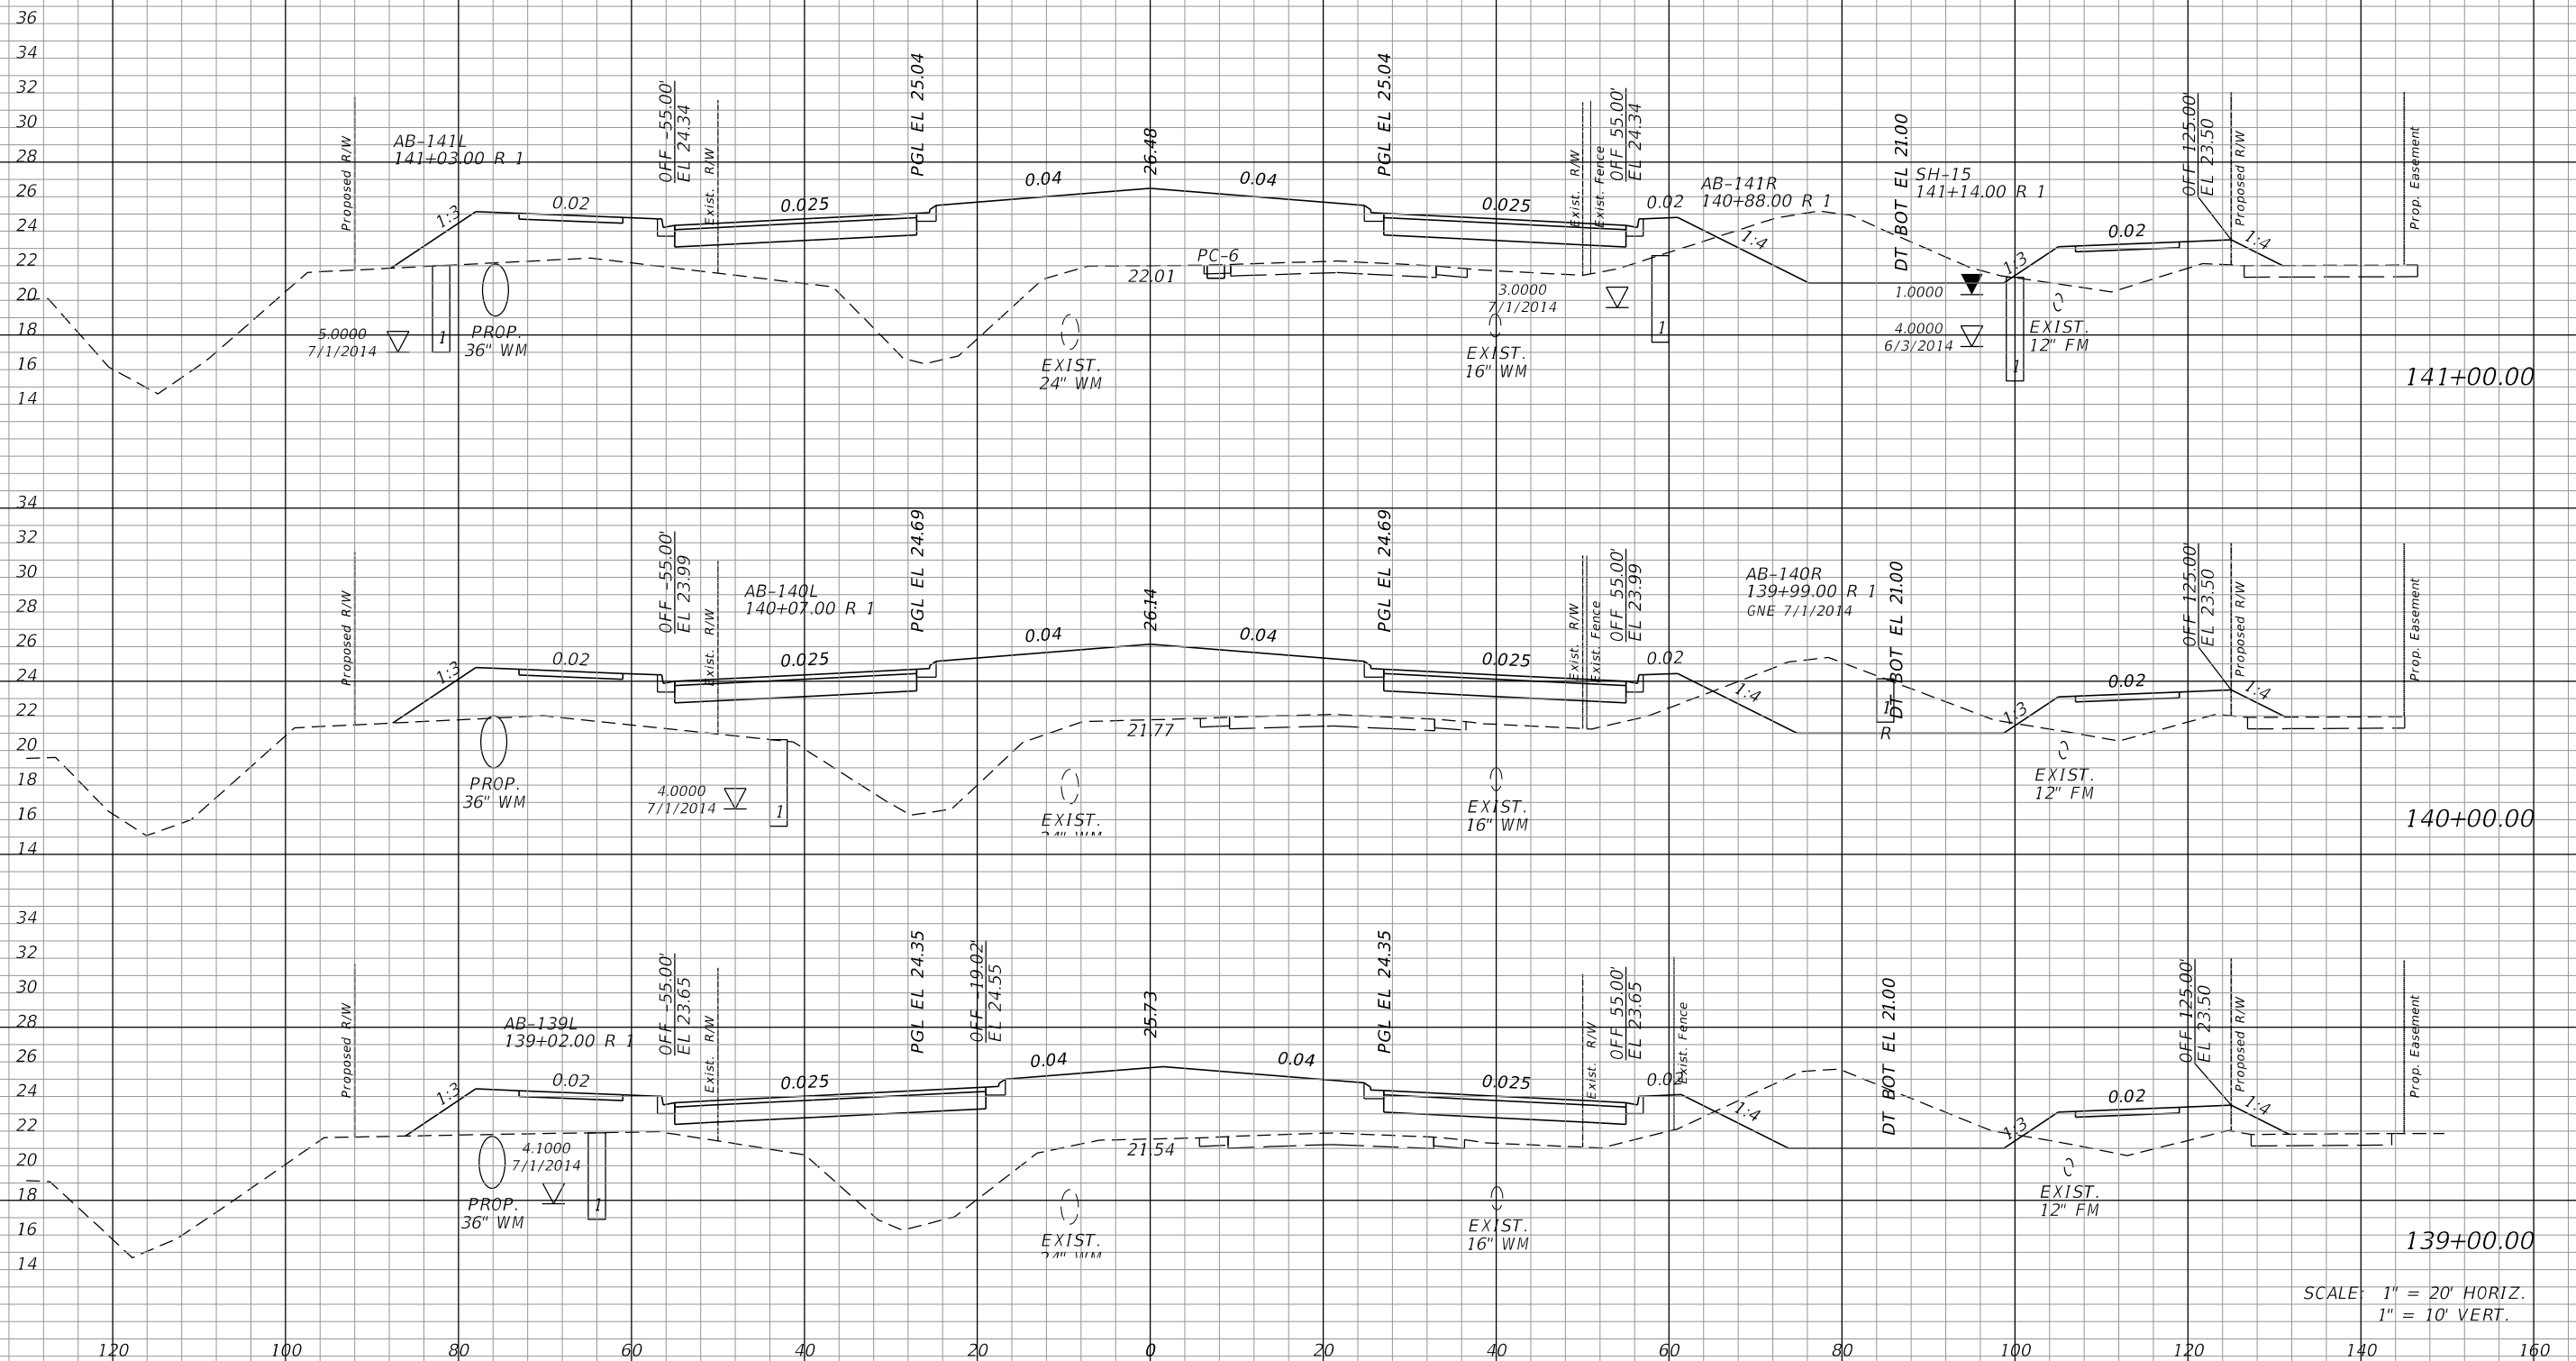 36
34
32
30
28
26
24
22
20
18
16
14
Proposed R/W
AB-141L
141+03.00 R 1
1:3
0.02
OFF -55.00'
EL 24.34
Exist. R/W
0.025
PGL EL 25.04
0.04
26.48
0.04
PGL EL 25.04
0.025
Exist. R/W
Exist. Fence
OFF 55.00'
EL 24.34
0.02
AB-141R
140+88.00 R 1
1:4
DT BOT EL 21.00
SH-15
141+14.00 R 1
1:3
0.02
OFF 125.00'
EL 23.50
Proposed R/W
1:4
Prop. Easement
5.0000
7/1/2014
1
PROP.
36" WM
EXIST.
24" WM
22.01
PC-6
EXIST.
16" WM
3.0000
7/1/2014
1
1.0000
4.0000
6/3/2014
1
EXIST.
12" FM
141+00.00
34
32
30
28
26
24
22
20
18
16
14
Proposed R/W
1:3
0.02
OFF -55.00'
EL 23.99
Exist. R/W
AB-140L
140+07.00 R 1
0.025
PGL EL 24.69
0.04
26.14
0.04
PGL EL 24.69
0.025
Exist. R/W
Exist. Fence
OFF 55.00'
EL 23.99
0.02
AB-140R
139+99.00 R 1
GNE 7/1/2014
1:4
1
R
DT BOT EL 21.00
1:3
0.02
OFF 125.00'
EL 23.50
Proposed R/W
1:4
Prop. Easement
PROP.
36" WM
4.0000
7/1/2014
1
EXIST.
24" WM
21.77
EXIST.
16" WM
EXIST.
12" FM
140+00.00
34
32
30
28
26
24
22
20
18
16
14
Proposed R/W
1:3
AB-139L
139+02.00 R 1
0.02
OFF -55.00'
EL 23.65
Exist. R/W
0.025
PGL EL 24.35
OFF -19.02'
EL 24.55
0.04
25.73
0.04
PGL EL 24.35
0.025
Exist. R/W
OFF 55.00'
EL 23.65
0.02
Exist. Fence
1:4
DT BOT EL 21.00
1:3
0.02
OFF 125.00'
EL 23.50
Proposed R/W
1:4
Prop. Easement
PROP.
36" WM
4.1000
7/1/2014
1
EXIST.
24" WM
21.54
EXIST.
16" WM
EXIST.
12" FM
139+00.00
SCALE: 1" = 20' HORIZ.
1" = 10' VERT.
120 100 80 60 40 20 0 20 40 60 80 100 120 140 160